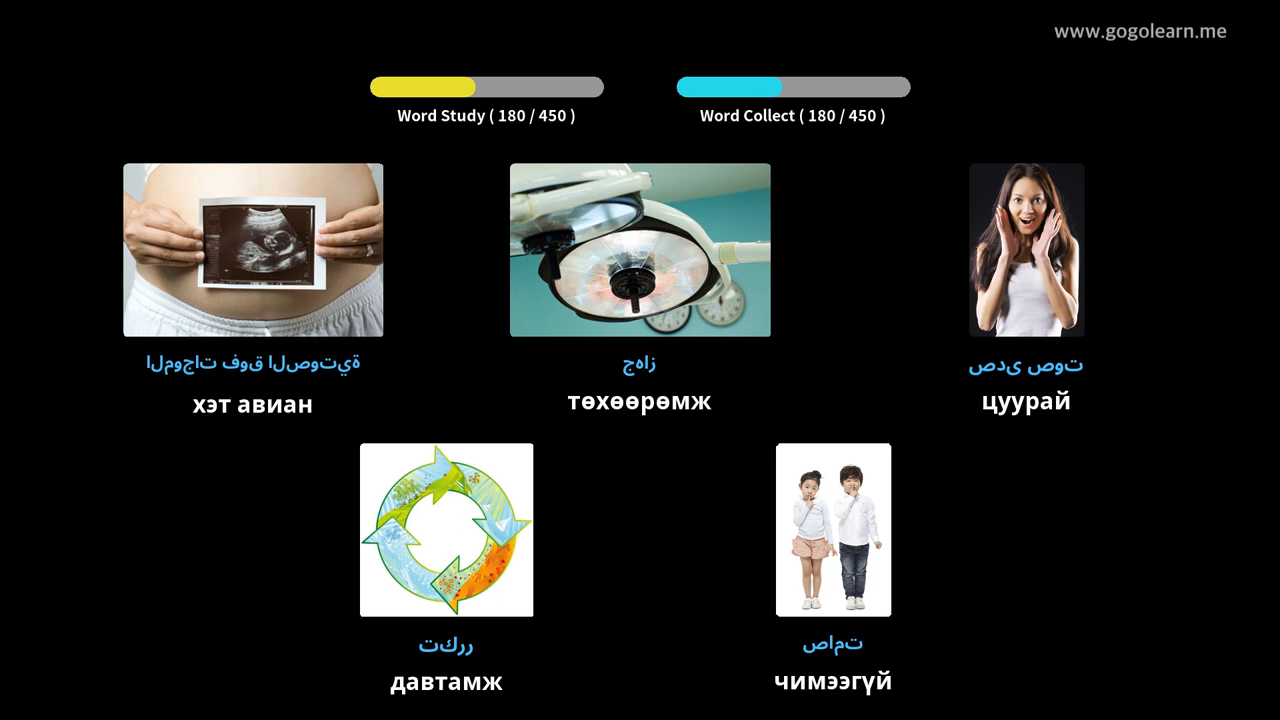 www.gogolearn.me
Word Study ( 180 / 450 )
Word Collect ( 180 / 450 )
الموجات فوق الصوتية
хэт авиан
جهاز
төхөөрөмж
صدى صوت
цуурай
تكرر
давтамж
صامت
чимээгүй